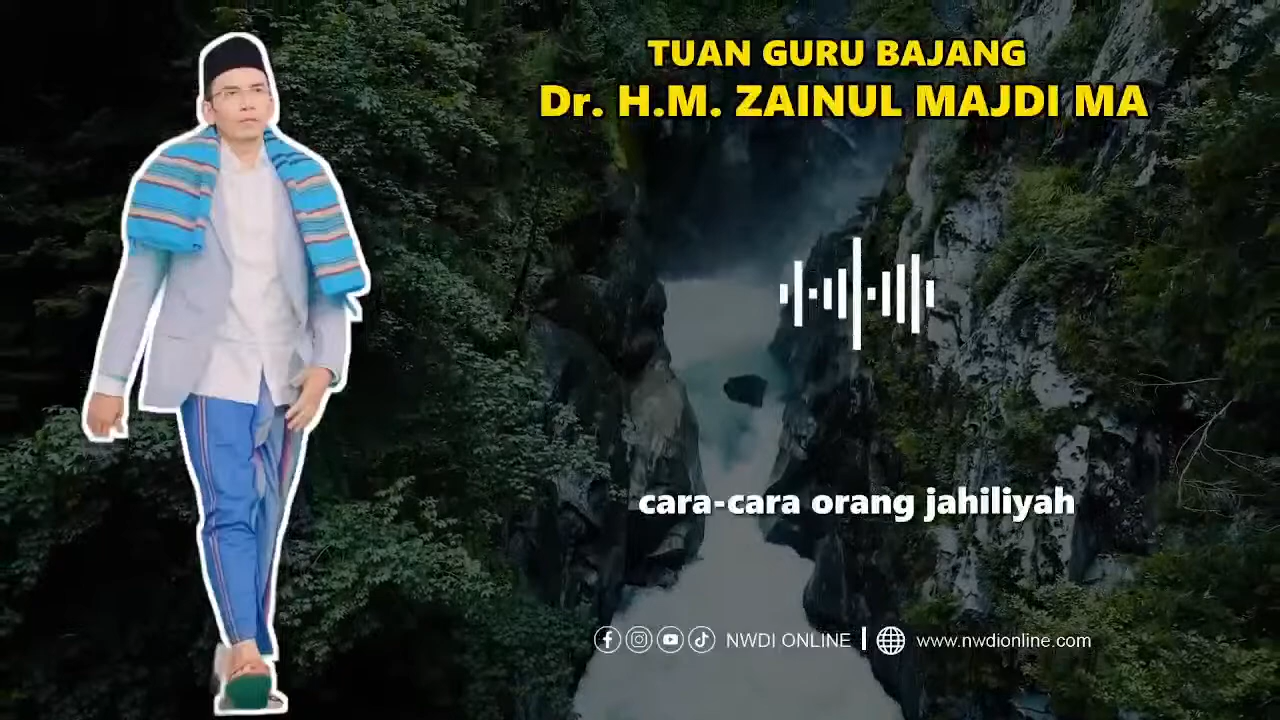 TUAN GURU BAJANG
Dr. H.M. ZAINUL MAJDI MA
cara-cara orang jahiliyah
NWDI ONLINE | www.nwdionline.com